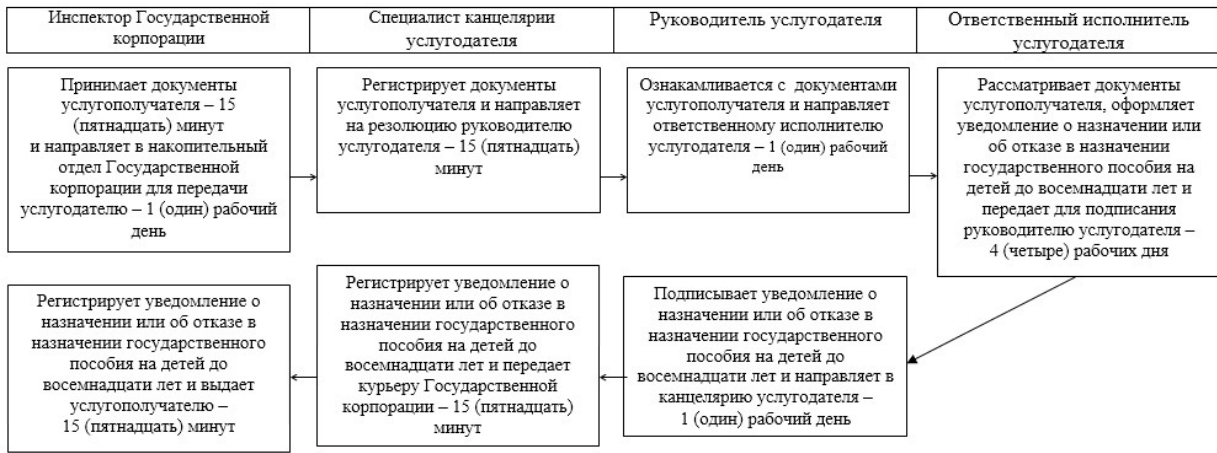 Инспектор Государственной
корпорации
Специалист канцелярии
услугодателя
Руководитель услугодателя
Ответственный исполнитель
услугодателя
Принимает документы
услугополучателя – 15
(пятнадцать) минут
и направляет в накопительный
отдел Государственной
корпорации для передачи
услугодателю – 1 (один) рабочий
день
Регистрирует документы
услугополучателя и направляет
на резолюцию руководителю
услугодателя – 15 (пятнадцать)
минут
Ознакамливается с документами
услугополучателя и направляет
ответственному исполнителю
услугодателя – 1 (один) рабочий
день
Рассматривает документы
услугополучателя, оформляет
уведомление о назначении или
об отказе в назначении
государственного пособия на
детей до восемнадцати лет и
передает для подписания
руководителю услугодателя –
4 (четыре) рабочих дня
Регистрирует уведомление о
назначении или об отказе в
назначении государственного
пособия на детей до
восемнадцати лет и выдает
услугополучателю –
15 (пятнадцать) минут
Регистрирует уведомление о
назначении или об отказе в
назначении государственного
пособия на детей до
восемнадцати лет и передает
курьеру Государственной
корпорации – 15 (пятнадцать)
минут
Подписывает уведомление о
назначении или об отказе в
назначении государственного
пособия на детей до
восемнадцати лет и направляет в
канцелярию услугодателя –
1 (один) рабочий день